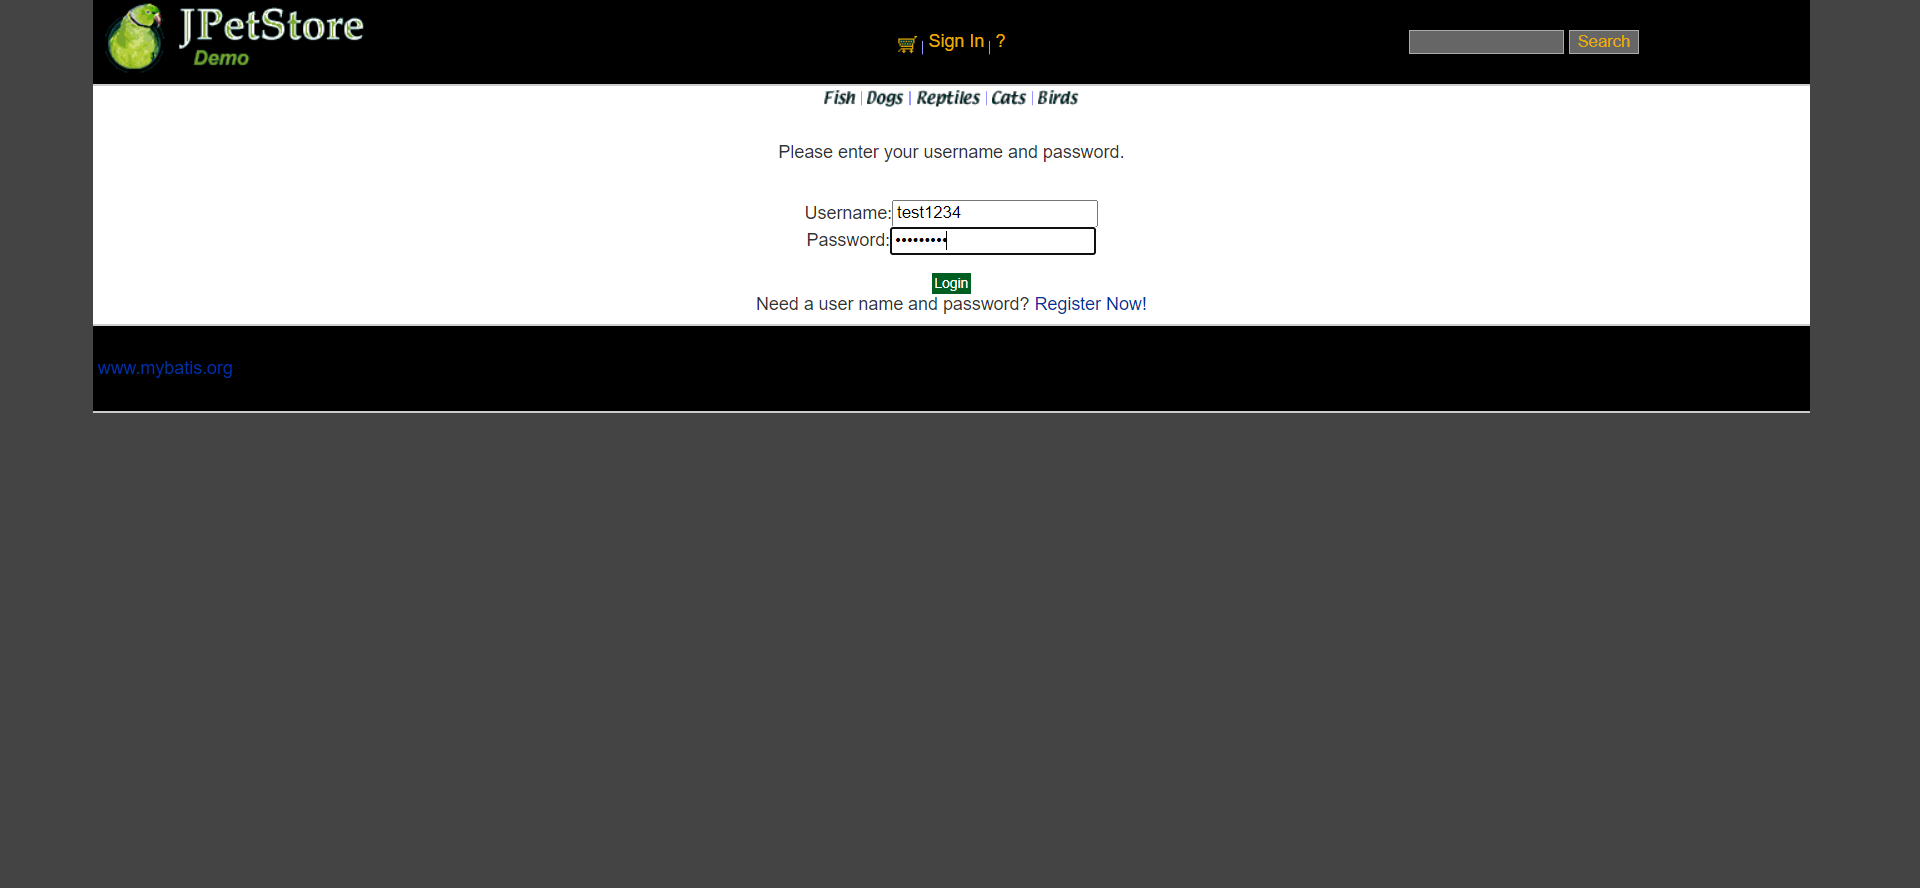 JPetStore
Demo
Sign In | ?
Search
Fish | Dogs | Reptiles | Cats | Birds
Please enter your username and password.
Username: test1234
Password: •••••••••
Login
Need a user name and password? Register Now!
www.mybatis.org